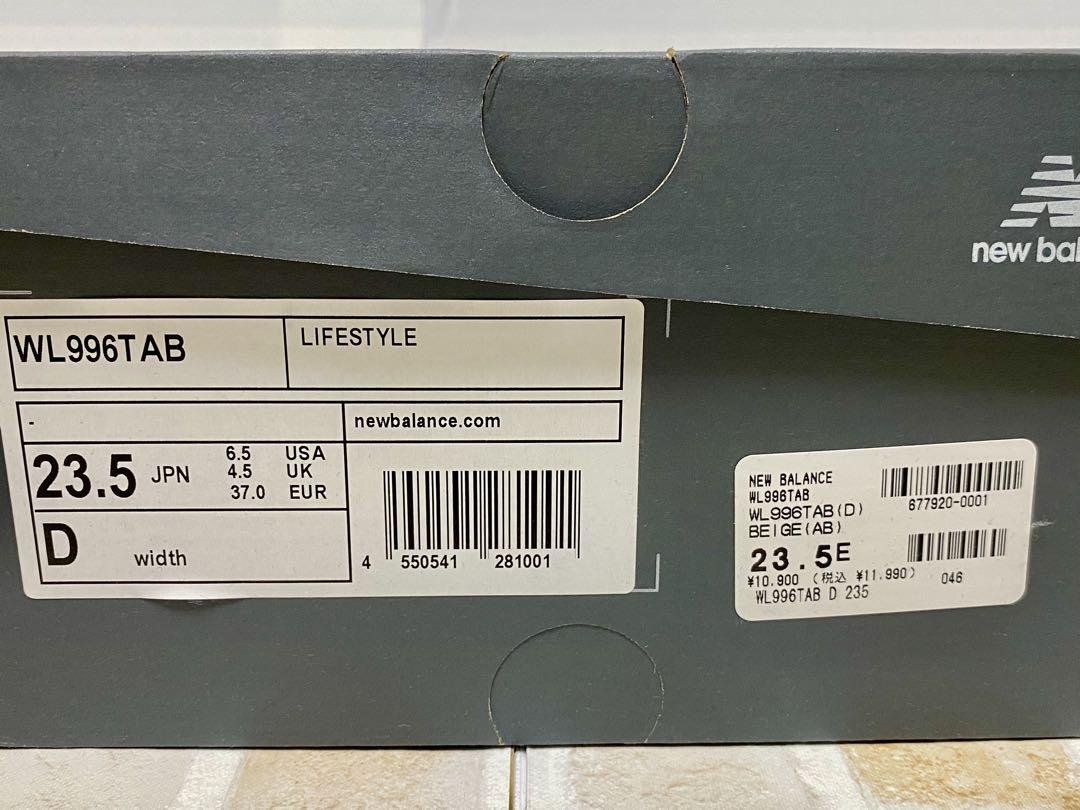 new bal
WL996TAB
LIFESTYLE
-
newbalance.com
23.5 JPN
6.5 USA
4.5 UK
37.0 EUR
D width
4 550541 281001
NEW BALANCE
WL996TAB
WL996TAB(D)
BEIGE(AB)
23.5E
¥10,900 (税込 ¥11,990)
WL996TAB D 235
677920-0001
046